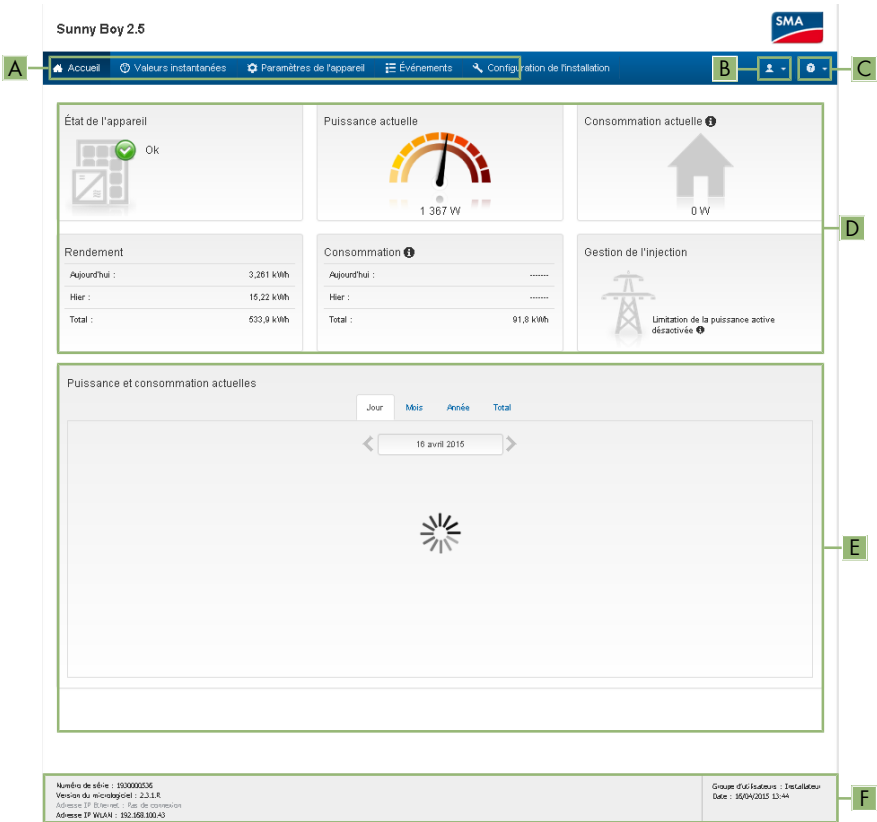 Sunny Boy 2.5
SMA
A
Accueil Valeurs instantanées Paramètres de l'appareil Événements Configuration de l'installation
B
C
État de l'appareil
Ok
Puissance actuelle
1 367 W
Consommation actuelle
0 W
D
Rendement
Aujourd'hui : 3,261 kWh
Hier : 15,22 kWh
Total : 533,9 kWh
Consommation
Aujourd'hui : -------
Hier : -------
Total : 91,8 kWh
Gestion de l'injection
Limitation de la puissance active
désactivée
Puissance et consommation actuelles
Jour Mois Année Total
16 avril 2015
E
Numéro de série : 1930000536
Version du micrologiciel : 2.3.1.R
Adresse IP Ethernet : Pas de connexion
Adresse IP WLAN : 192.168.100.43
Groupe d'utilisateurs : Installateur
Date : 16/04/2015 13:44
F